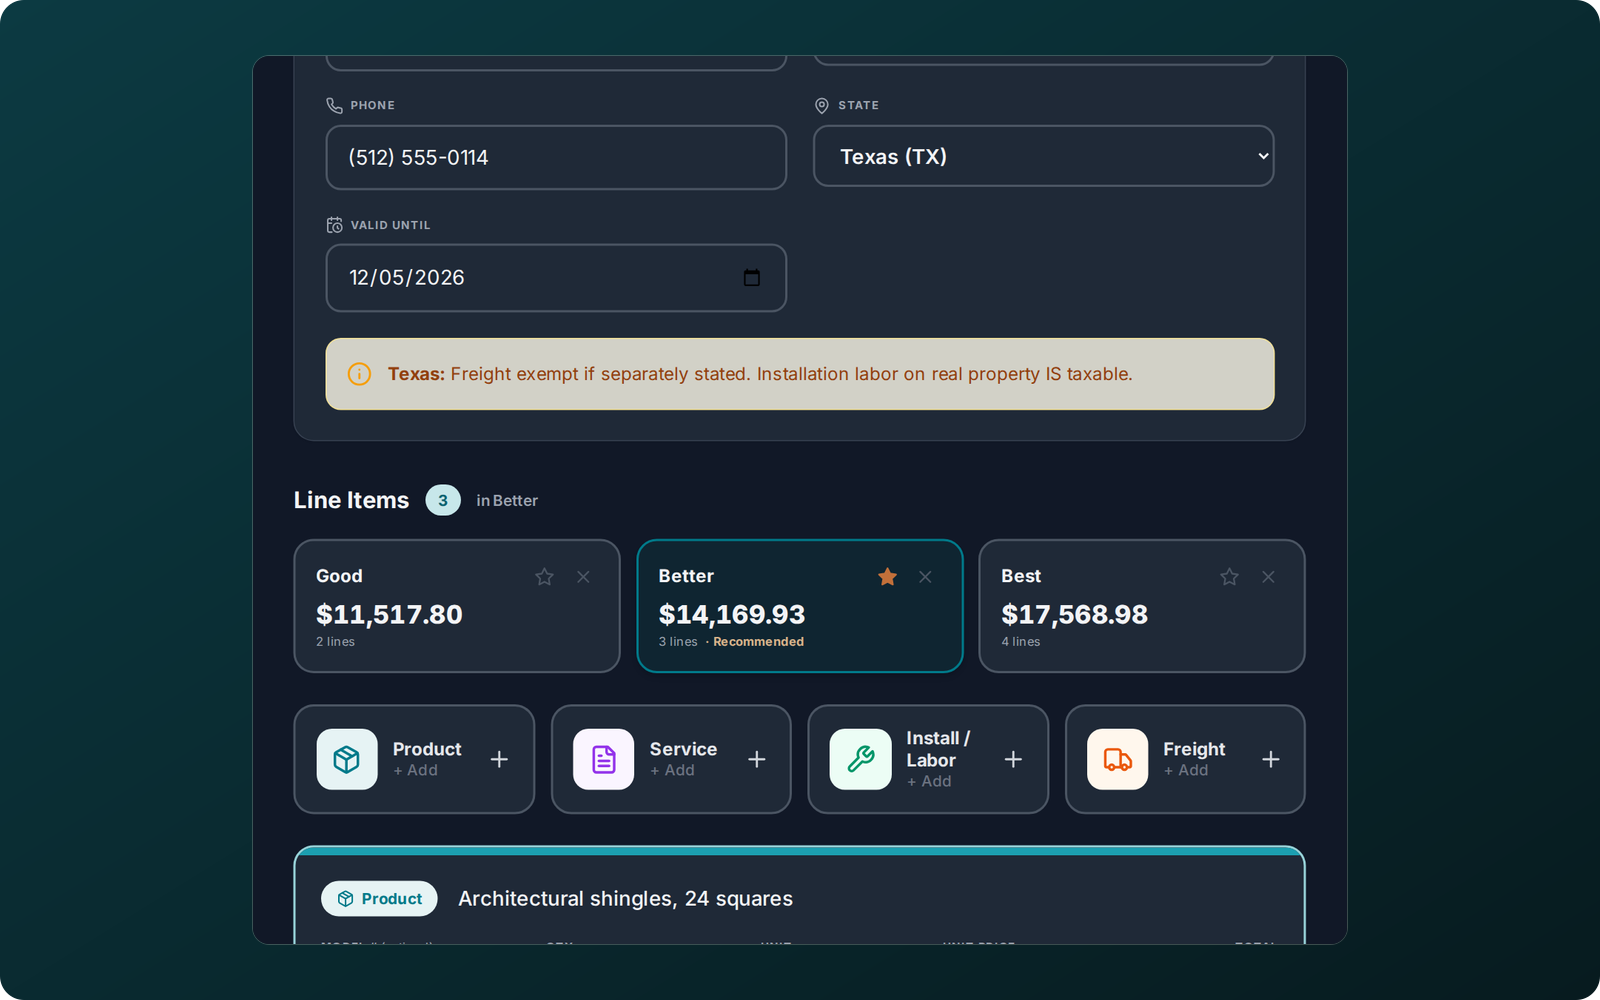 PHONE
STATE
(512) 555-0114
Texas (TX)
VALID UNTIL
12/05/2026
Texas: Freight exempt if separately stated. Installation labor on real property IS taxable.
Line Items 3 in Better
Good
$11,517.80
2 lines
Better
$14,169.93
3 lines · Recommended
Best
$17,568.98
4 lines
Product
+ Add
Service
+ Add
Install /
Labor
+ Add
Freight
+ Add
Product Architectural shingles, 24 squares